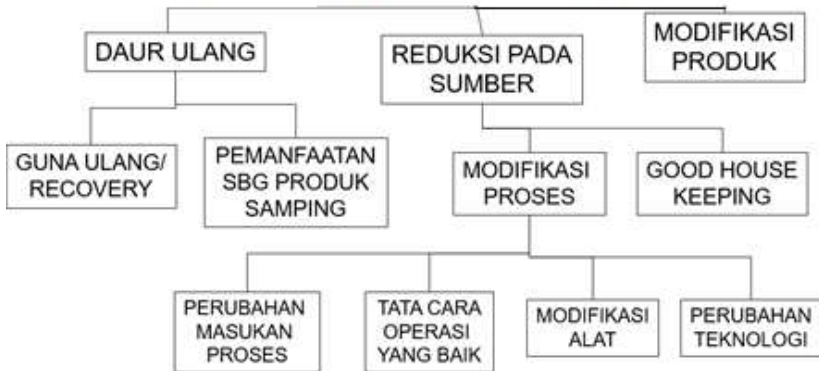 DAUR ULANG
REDUKSI PADA
SUMBER
MODIFIKASI
PRODUK
GUNA ULANG/
RECOVERY
PEMANFAATAN
SBG PRODUK
SAMPING
MODIFIKASI
PROSES
GOOD HOUSE
KEEPING
PERUBAHAN
MASUKAN
PROSES
TATA CARA
OPERASI
YANG BAIK
MODIFIKASI
ALAT
PERUBAHAN
TEKNOLOGI